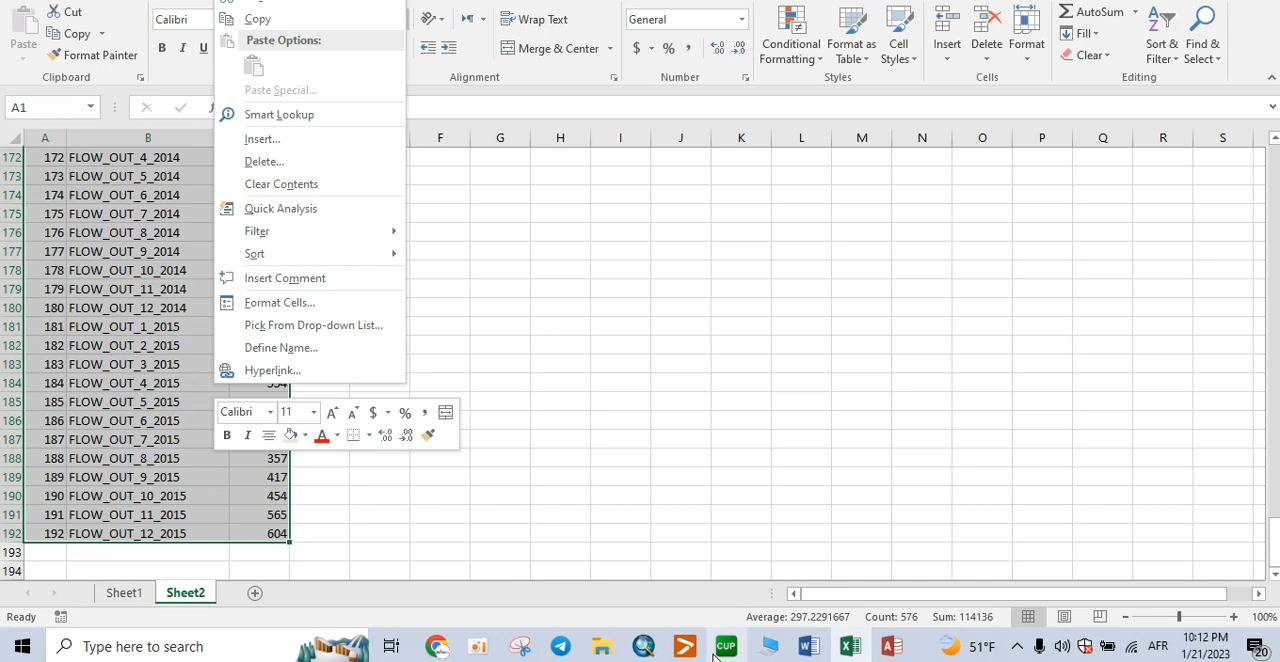 Cut
Copy
Paste
Format Painter
Clipboard
Calibri
B I U
Wrap Text
Merge & Center
Alignment
General
$ % ,
Number
Conditional Formatting
Format as Table
Cell Styles
Styles
Insert
Delete
Format
Cells
AutoSum
Fill
Clear
Sort & Filter
Find & Select
Editing
A1
A B F G H I J K L M N O P Q R S
172 172 FLOW_OUT_4_2014
173 173 FLOW_OUT_5_2014
174 174 FLOW_OUT_6_2014
175 175 FLOW_OUT_7_2014
176 176 FLOW_OUT_8_2014
177 177 FLOW_OUT_9_2014
178 178 FLOW_OUT_10_2014
179 179 FLOW_OUT_11_2014
180 180 FLOW_OUT_12_2014
181 181 FLOW_OUT_1_2015
182 182 FLOW_OUT_2_2015
183 183 FLOW_OUT_3_2015
184 184 FLOW_OUT_4_2015
185 185 FLOW_OUT_5_2015
186 186 FLOW_OUT_6_2015
187 187 FLOW_OUT_7_2015
188 188 FLOW_OUT_8_2015 357
189 189 FLOW_OUT_9_2015 417
190 190 FLOW_OUT_10_2015 454
191 191 FLOW_OUT_11_2015 565
192 192 FLOW_OUT_12_2015 604
193
194
Copy
Paste Options:
Paste Special...
Smart Lookup
Insert...
Delete...
Clear Contents
Quick Analysis
Filter
Sort
Insert Comment
Format Cells...
Pick From Drop-down List...
Define Name...
Hyperlink...
Calibri 11 A A $ % ,
B I A
Sheet1 Sheet2
Ready
Average: 297.2291667 Count: 576 Sum: 114136
100%
Type here to search
CUP
51°F
AFR
10:12 PM
1/21/2023
20